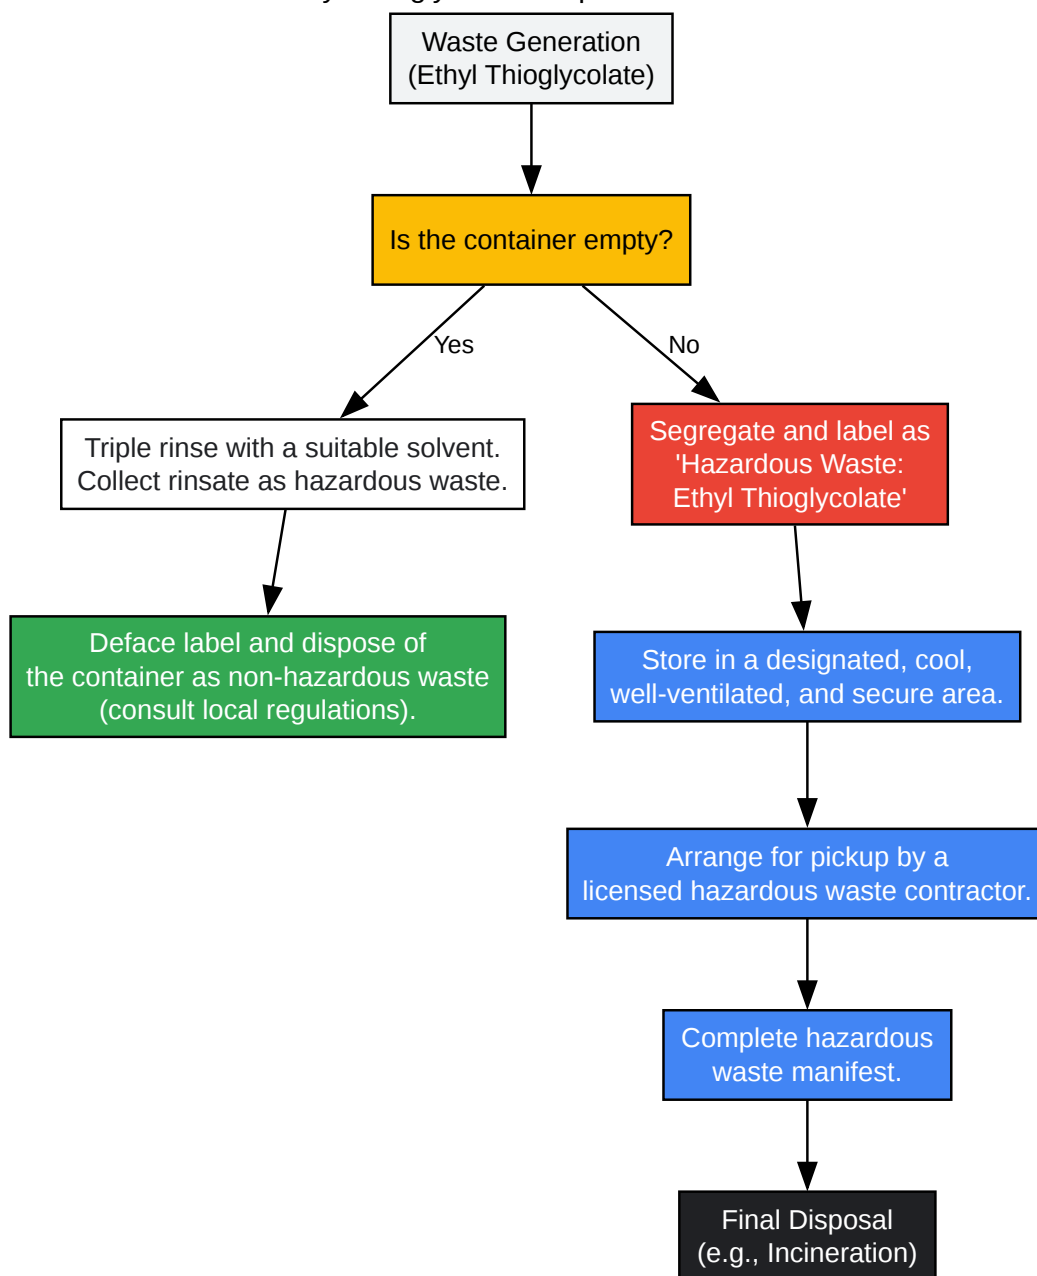 Waste Generation
(Ethyl Thioglycolate)
Is the container empty?
Yes
No
Triple rinse with a suitable solvent.
Collect rinsate as hazardous waste.
Segregate and label as
'Hazardous Waste:
Ethyl Thioglycolate'
Deface label and dispose of
the container as non-hazardous waste
(consult local regulations).
Store in a designated, cool,
well-ventilated, and secure area.
Arrange for pickup by a
licensed hazardous waste contractor.
Complete hazardous
waste manifest.
Final Disposal
(e.g., Incineration)